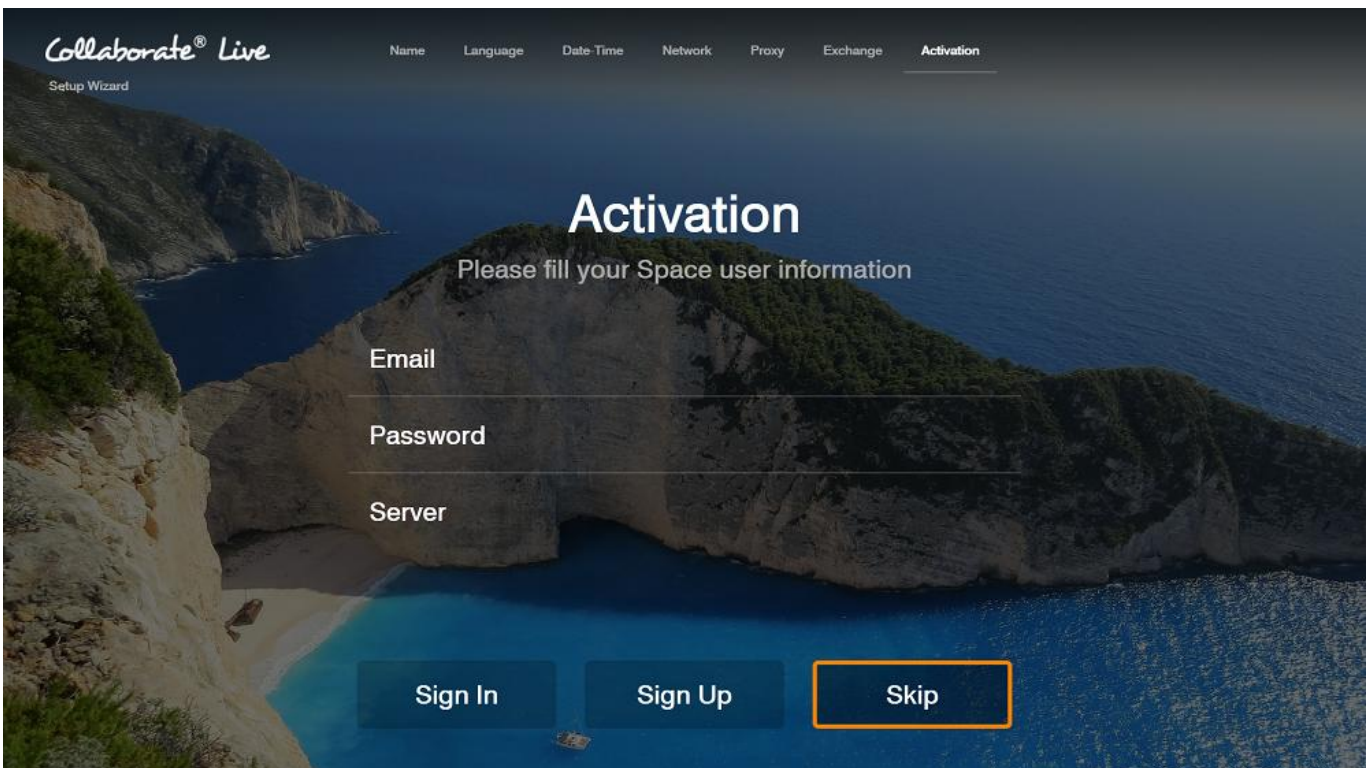 Collaborate® Live
Name Language Date-Time Network Proxy Exchange Activation
Setup Wizard
Activation
Please fill your Space user information
Email
Password
Server
Sign In Sign Up Skip